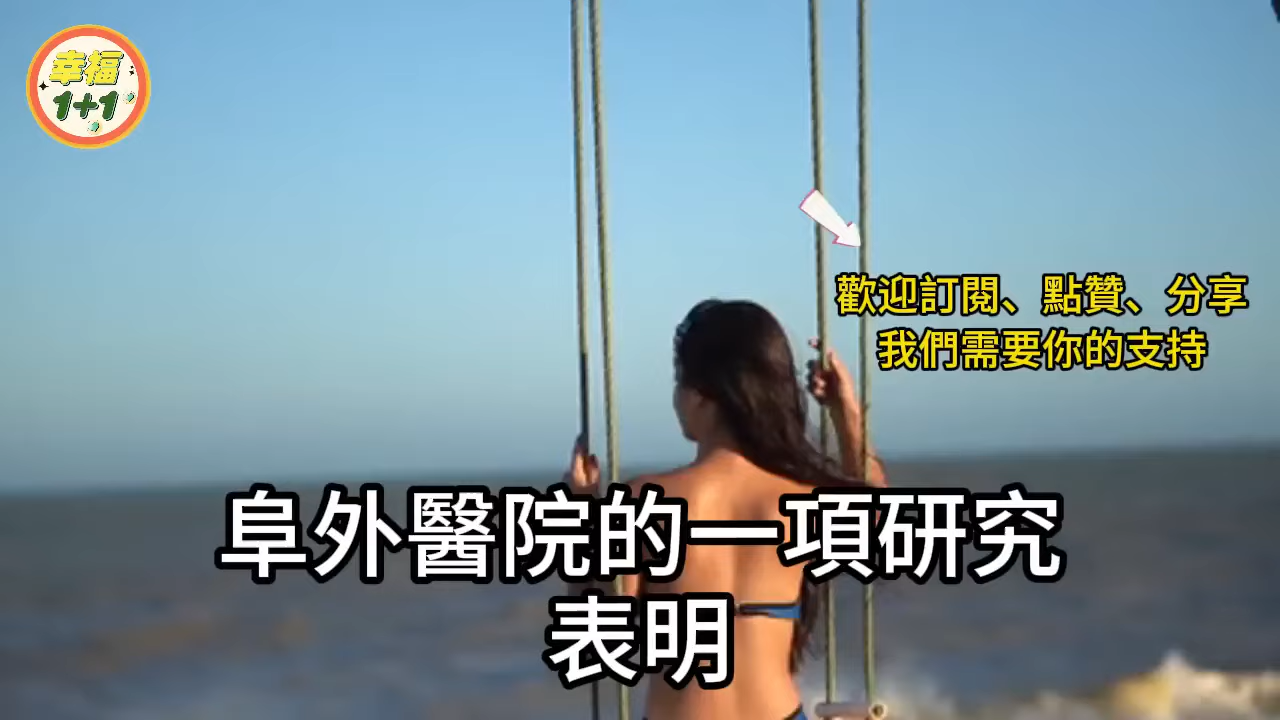 幸福
1+1
歡迎訂閱、點贊、分享
我們需要你的支持
阜外醫院的一項研究
表明